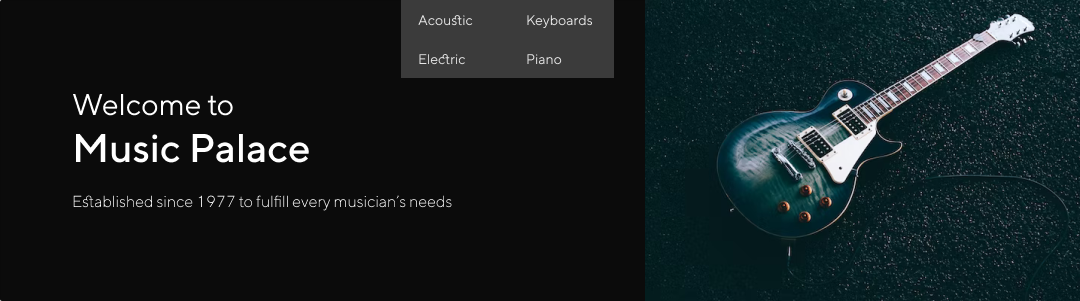 Acoustic Keyboards
Electric Piano
Welcome to
Music Palace
Established since 1977 to fulfill every musician’s needs